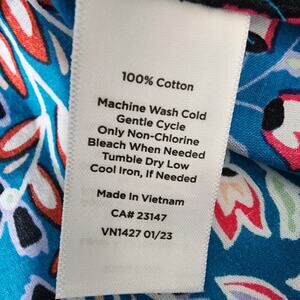 100% Cotton
Machine Wash Cold
Gentle Cycle
Only Non-Chlorine
Bleach When Needed
Tumble Dry Low
Cool Iron, If Needed
Made In Vietnam
CA# 23147
VN1427 01/23